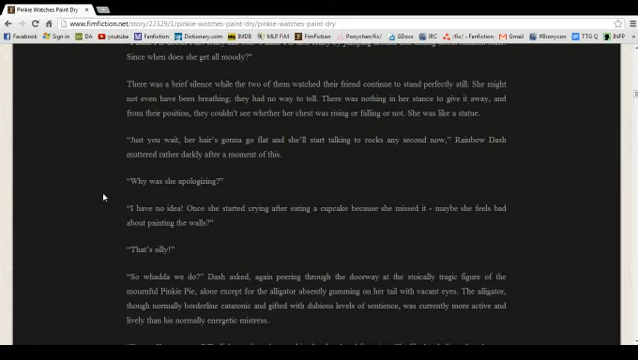 Pinkie Watches Paint Dry
www.fimfiction.net/story/22329/1/pinkie-watches-paint-dry/pinkie-watches-paint-dry
Facebook Sign in DA youtube fanfiction imdb MLP FiM Fictionary Ponychan/fic/ /fic/ - Fanfiction Gmail #Bronycon TTG Q FimFiction
Since when does she get all moody?”
There was a brief silence while the two of them watched their friend continue to stand perfectly still. She might
not even have been breathing; they had no way to tell. There was nothing in her stance to give it away, and
from their position, they couldn't see whether her chest was rising or falling or not. She was like a statue.
“Just you wait, her hair’s gonna go flat and she’ll start talking to rocks any second now,” Rainbow Dash
muttered rather darkly after a moment of this.
“Why was she apologizing?”
“I have no idea! Once she started crying after eating a cupcake because she missed it - maybe she feels bad
about painting the walls?”
“That’s silly!”
“So whadda we do?” Dash asked, again peering through the doorway at the stoically tragic figure of the
mournful Pinkie Pie, alone except for the alligator absently gumming on her tail with vacant eyes. The alligator,
though normally borderline catatonic and gifted with dubious levels of sentience, was currently more active and
lively than his normally energetic mistress.